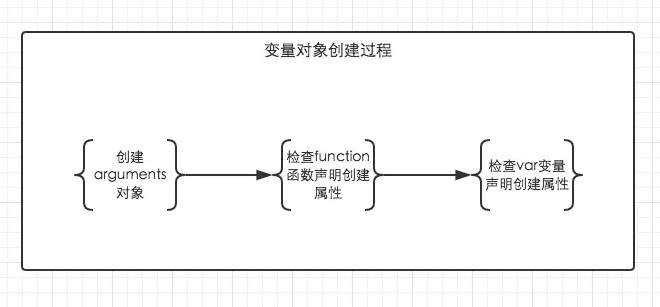 变量对象创建过程
创建
arguments
对象
检查function
函数声明创建
属性
检查var变量
声明创建属性